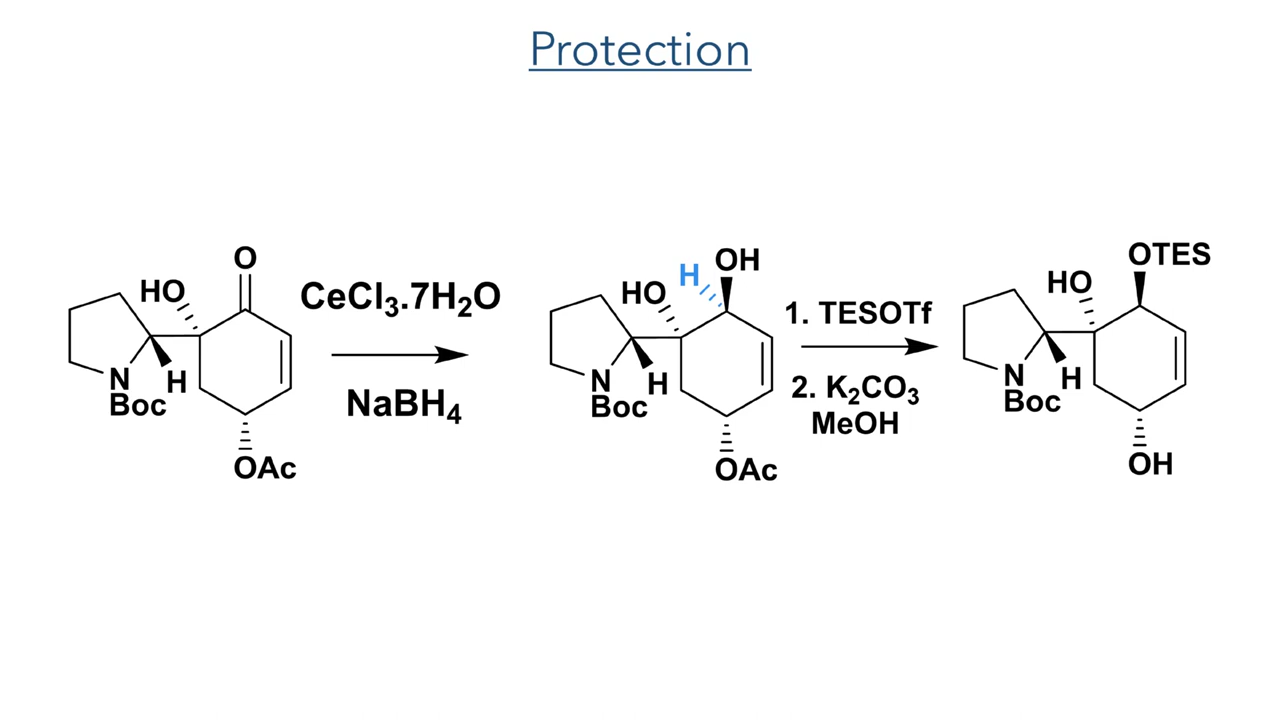 Protection
O
HO
N
H
Boc
OAc
CeCl₃.7H₂O
NaBH₄
OH
H
HO
N
H
Boc
OAc
1. TESOTf
2. K₂CO₃
MeOH
OTES
HO
N
H
Boc
OH